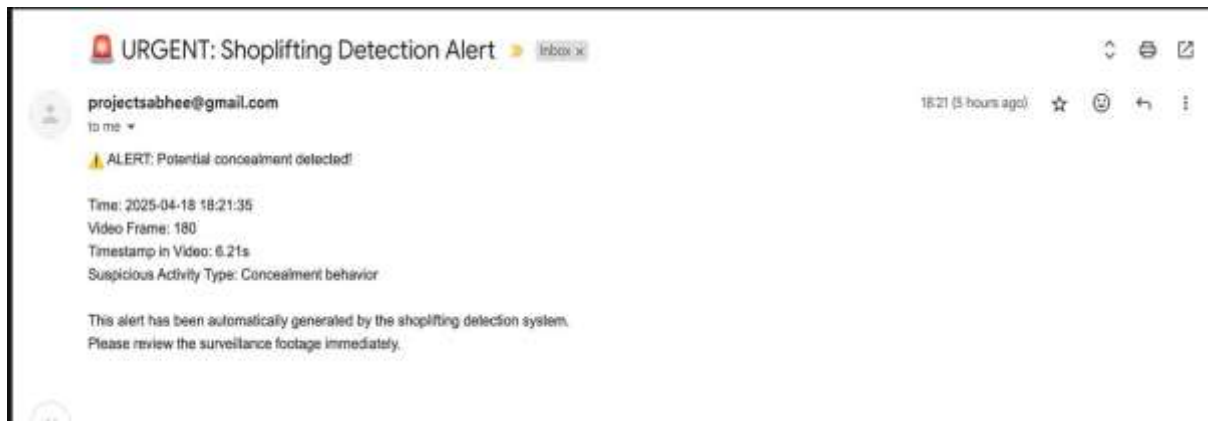 🚨 URGENT: Shoplifting Detection Alert Inbox x
projectsabhee@gmail.com 18:21 (5 hours ago)
to me
⚠️ ALERT: Potential concealment detected!
Time: 2025-04-18 18:21:35
Video Frame: 180
Timestamp in Video: 6.21s
Suspicious Activity Type: Concealment behavior
This alert has been automatically generated by the shoplifting detection system.
Please review the surveillance footage immediately.